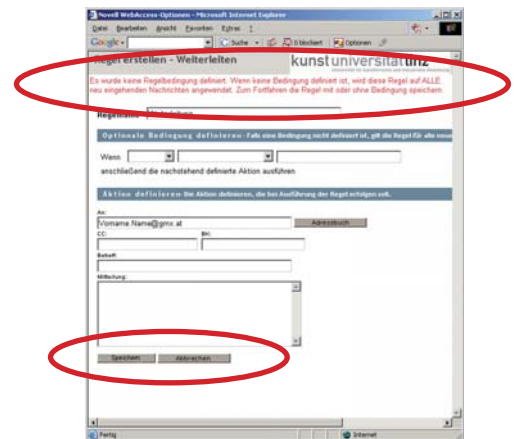 Novell WebAccess-Optionen - Microsoft Internet Explorer
Datei Bearbeiten Ansicht Favoriten Extras ?
Google Suche 0 blockiert Optionen
Regel erstellen - Weiterleiten
kunstuniversitätlinz
Es wurde keine Regelbedingung definiert. Wenn keine Bedingung definiert ist, wird diese Regel auf ALLE
neu eingehenden Nachrichten angewendet. Zum Fortfahren die Regel mit oder ohne Bedingung speichern.
Regelname
Optionale Bedingung definieren - Falls eine Bedingung nicht definiert ist, gilt die Regel für alle neuen
Wenn
anschließend die nachstehend definierte Aktion ausführen
Aktion definieren - Die Aktion definieren, die bei Ausführung der Regel erfolgen soll.
An:
Vorname.Name@gmx.at Adressbuch
CC: BK:
Betreff:
Mitteilung:
Speichern Abbrechen
Fertig Internet